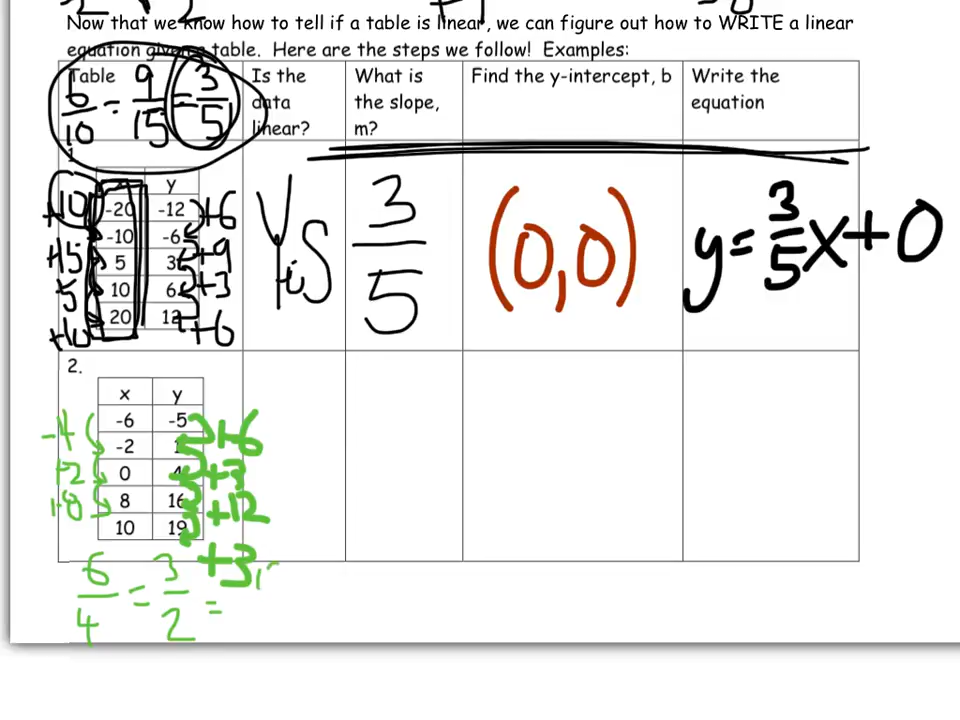 Now that we know how to tell if a table is linear, we can figure out how to WRITE a linear
equation given a table. Here are the steps we follow! Examples:
Table
Is the data linear?
What is the slope, m?
Find the y-intercept, b
Write the equation
6/10 = 9/15 = 3/5
1.
x y
+10 -20 -12 +6
+15 -10 -6 +9
5 5 3 +3
+10 10 6 +6
20 12
Yes
3/5
(0,0)
y = 3/5 x + 0
2.
x y
-4 -6 -5 +6
+2 -2 1 +3
+8 0 4 +12
8 16 +3
10 19
6/4 = 3/2 =